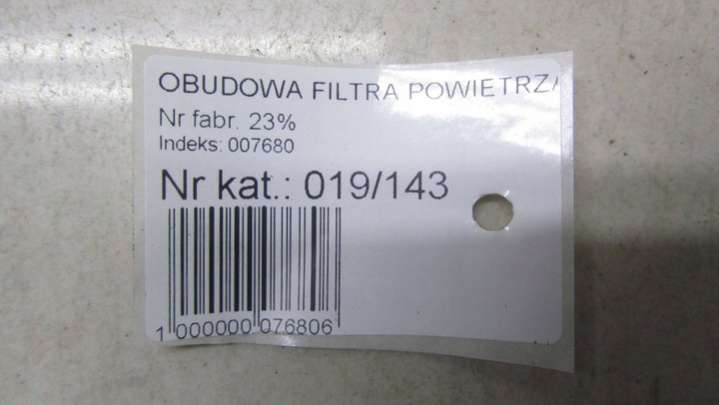 OBUDOWA FILTRA POWIETRZA
Nr fabr. 23%
Indeks: 007680
Nr kat.: 019/143
1 000000 076806